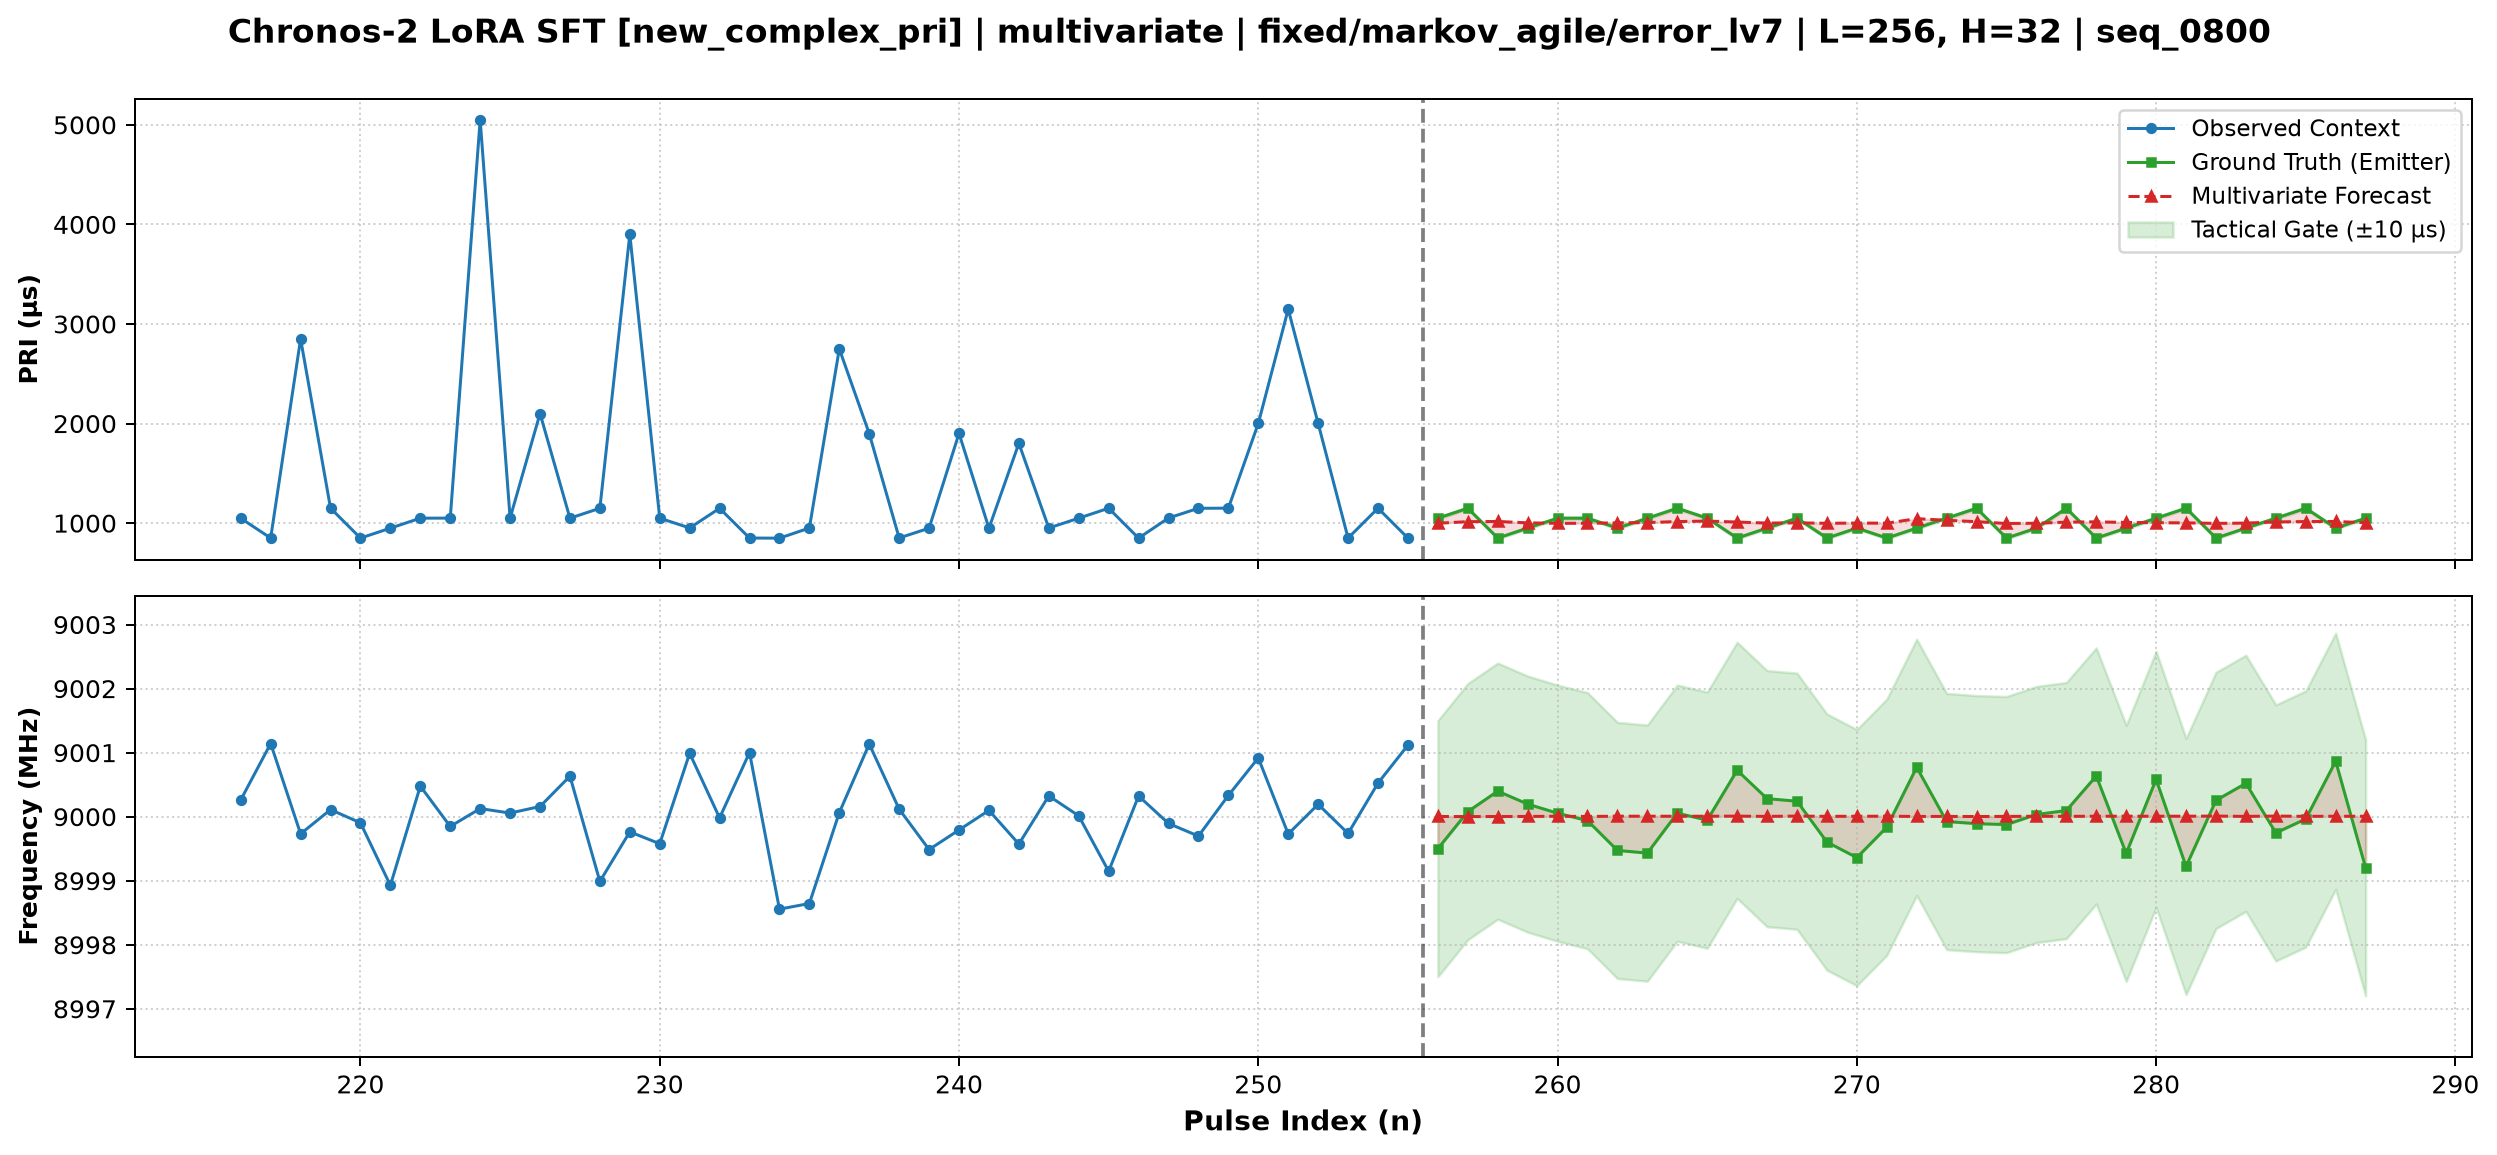 Chronos-2 LoRA SFT [new_complex_pri] | multivariate | fixed/markov_agile/error_lv7 | L=256, H=32 | seq_0800
PRI (µs)
5000
4000
3000
2000
1000
Observed Context
Ground Truth (Emitter)
Multivariate Forecast
Tactical Gate (±10 µs)
Frequency (MHz)
9003
9002
9001
9000
8999
8998
8997
220 230 240 250 260 270 280 290
Pulse Index (n)